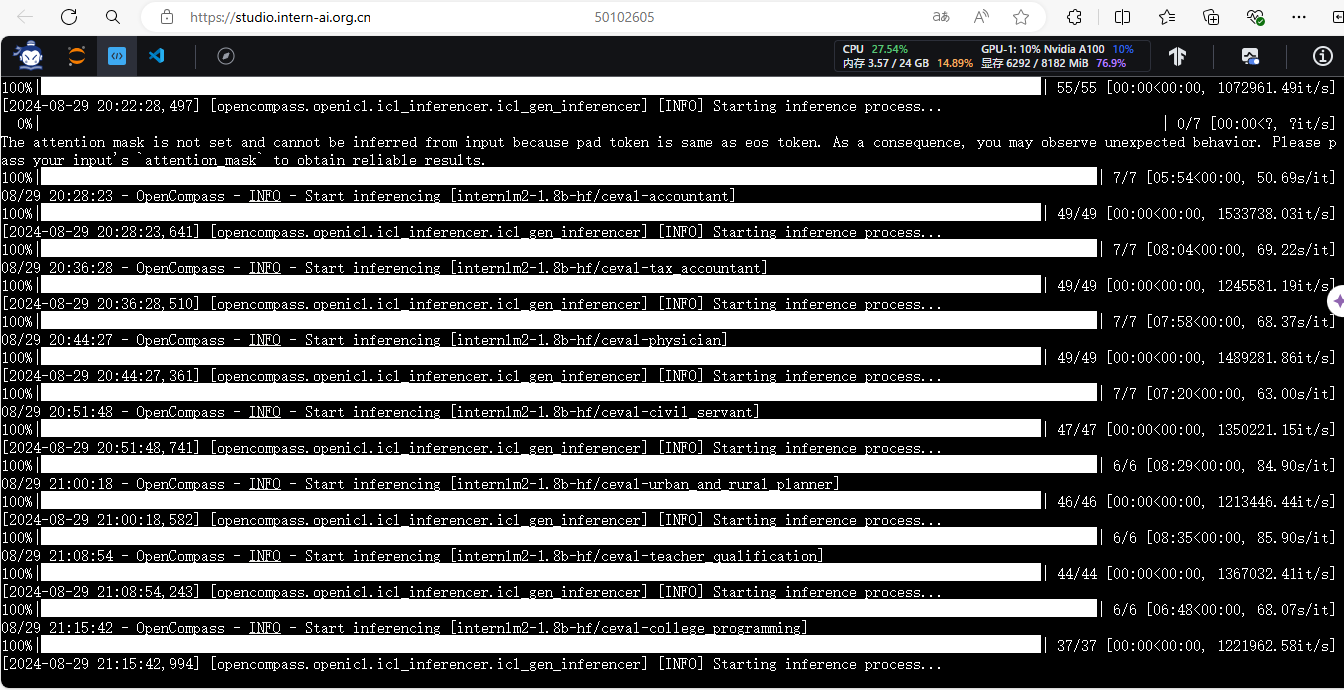 https://studio.intern-ai.org.cn 50102605
CPU 27.54% GPU-1: 10% Nvidia A100 10%
内存 3.57 / 24 GB 14.89% 显存 6292 / 8182 MiB 76.9%
100%| | 55/55 [00:00<00:00, 1072961.49it/s]
[2024-08-29 20:22:28,497] [opencompass.openicl.icl_inferencer.icl_gen_inferencer] [INFO] Starting inference process...
0%| | 0/7 [00:00<?, ?it/s]
The attention mask is not set and cannot be inferred from input because pad token is same as eos token. As a consequence, you may observe unexpected behavior. Please p
ass your input's `attention_mask` to obtain reliable results.
100%| | 7/7 [05:54<00:00, 50.69s/it]
08/29 20:28:23 - OpenCompass - INFO - Start inferencing [internlm2-1.8b-hf/ceval-accountant]
100%| | 49/49 [00:00<00:00, 1533738.03it/s]
[2024-08-29 20:28:23,641] [opencompass.openicl.icl_inferencer.icl_gen_inferencer] [INFO] Starting inference process...
100%| | 7/7 [08:04<00:00, 69.22s/it]
08/29 20:36:28 - OpenCompass - INFO - Start inferencing [internlm2-1.8b-hf/ceval-tax_accountant]
100%| | 49/49 [00:00<00:00, 1245581.19it/s]
[2024-08-29 20:36:28,510] [opencompass.openicl.icl_inferencer.icl_gen_inferencer] [INFO] Starting inference process...
100%| | 7/7 [07:58<00:00, 68.37s/it]
08/29 20:44:27 - OpenCompass - INFO - Start inferencing [internlm2-1.8b-hf/ceval-physician]
100%| | 49/49 [00:00<00:00, 1489281.86it/s]
[2024-08-29 20:44:27,361] [opencompass.openicl.icl_inferencer.icl_gen_inferencer] [INFO] Starting inference process...
100%| | 7/7 [07:20<00:00, 63.00s/it]
08/29 20:51:48 - OpenCompass - INFO - Start inferencing [internlm2-1.8b-hf/ceval-civil_servant]
100%| | 47/47 [00:00<00:00, 1350221.15it/s]
[2024-08-29 20:51:48,741] [opencompass.openicl.icl_inferencer.icl_gen_inferencer] [INFO] Starting inference process...
100%| | 6/6 [08:29<00:00, 84.90s/it]
08/29 21:00:18 - OpenCompass - INFO - Start inferencing [internlm2-1.8b-hf/ceval-urban_and_rural_planner]
100%| | 46/46 [00:00<00:00, 1213446.44it/s]
[2024-08-29 21:00:18,582] [opencompass.openicl.icl_inferencer.icl_gen_inferencer] [INFO] Starting inference process...
100%| | 6/6 [08:35<00:00, 85.90s/it]
08/29 21:08:54 - OpenCompass - INFO - Start inferencing [internlm2-1.8b-hf/ceval-teacher_qualification]
100%| | 44/44 [00:00<00:00, 1367032.41it/s]
[2024-08-29 21:08:54,243] [opencompass.openicl.icl_inferencer.icl_gen_inferencer] [INFO] Starting inference process...
100%| | 6/6 [06:48<00:00, 68.07s/it]
08/29 21:15:42 - OpenCompass - INFO - Start inferencing [internlm2-1.8b-hf/ceval-college_programming]
100%| | 37/37 [00:00<00:00, 1221962.58it/s]
[2024-08-29 21:15:42,994] [opencompass.openicl.icl_inferencer.icl_gen_inferencer] [INFO] Starting inference process...